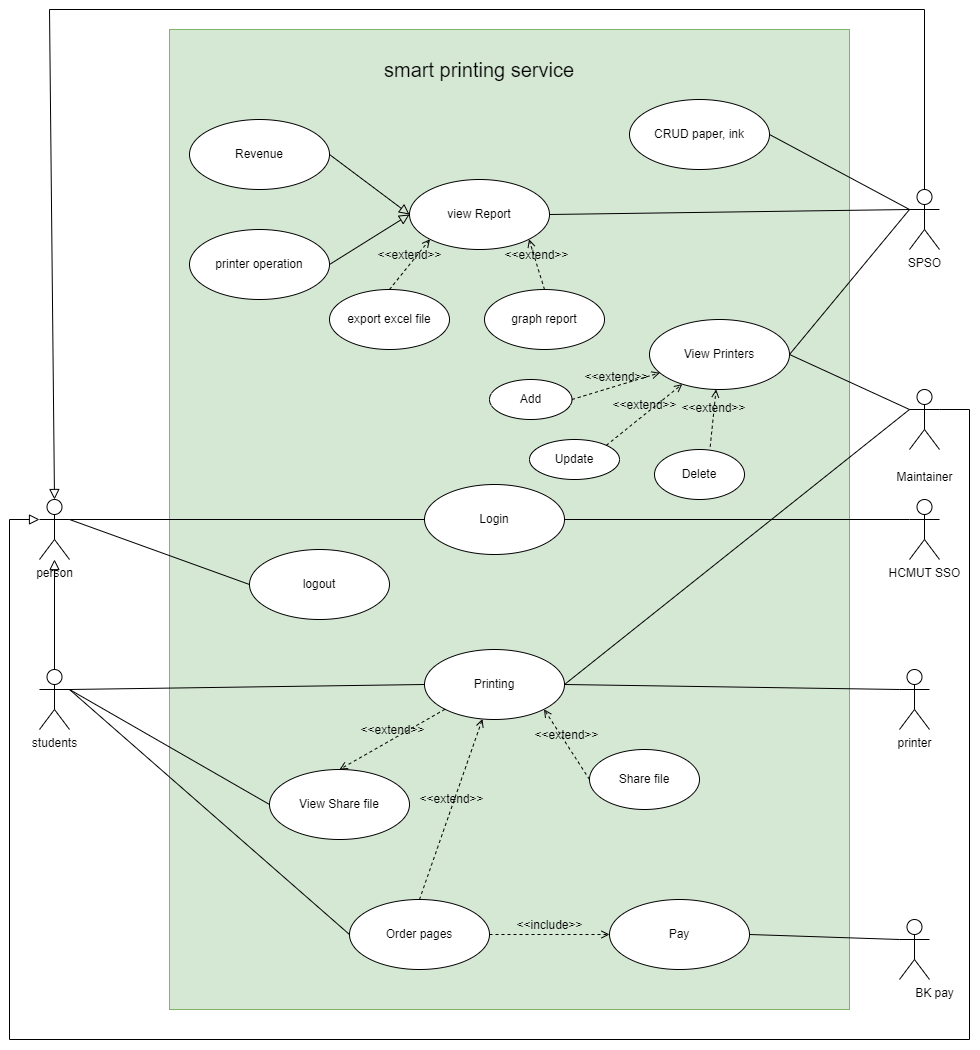 smart printing service
CRUD paper, ink
Revenue
view Report
printer operation
<<extend>>
<<extend>>
SPSO
export excel file
graph report
View Printers
<<extend>>
Add
<<extend>>
<<extend>>
Update
Delete
Maintainer
Login
person
HCMUT SSO
logout
Printing
students
<<extend>>
<<extend>>
printer
Share file
View Share file
<<extend>>
<<include>>
Order pages
Pay
BK pay